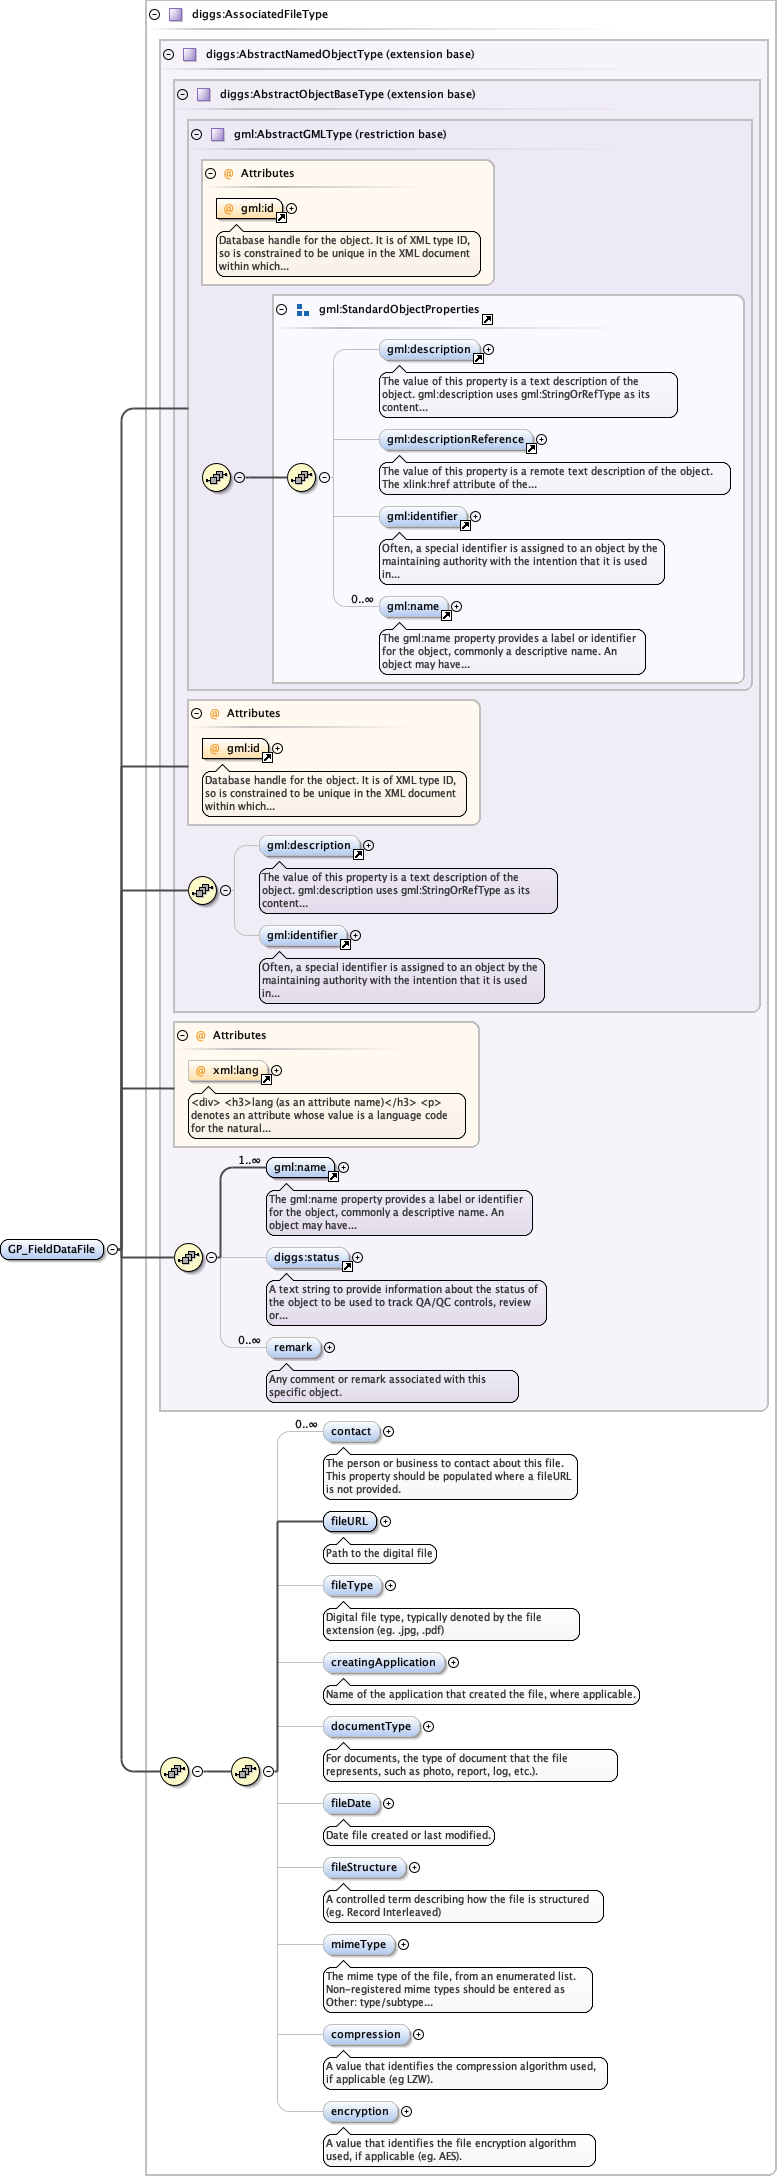 diggs:AssociatedFileType
diggs:AbstractNamedObjectType (extension base)
diggs:AbstractObjectBaseType (extension base)
gml:AbstractGMLType (restriction base)
@ Attributes
@ gml:id
Database handle for the object. It is of XML type ID,
so is constrained to be unique in the XML document
within which...
gml:StandardObjectProperties
gml:description
The value of this property is a text description of the
object. gml:description uses gml:StringOrRefType as its
content...
gml:descriptionReference
The value of this property is a remote text description of the object.
The xlink:href attribute of the...
gml:identifier
Often, a special identifier is assigned to an object by the
maintaining authority with the intention that it is used
in...
0..∞
gml:name
The gml:name property provides a label or identifier
for the object, commonly a descriptive name. An
object may have...
@ Attributes
@ gml:id
Database handle for the object. It is of XML type ID,
so is constrained to be unique in the XML document
within which...
gml:description
The value of this property is a text description of the
object. gml:description uses gml:StringOrRefType as its
content...
gml:identifier
Often, a special identifier is assigned to an object by the
maintaining authority with the intention that it is used
in...
@ Attributes
@ xml:lang
<div> <h3>lang (as an attribute name)</h3> <p>
denotes an attribute whose value is a language code
for the natural...
1..∞
gml:name
The gml:name property provides a label or identifier
for the object, commonly a descriptive name. An
object may have...
GP_FieldDataFile
diggs:status
A text string to provide information about the status of
the object to be used to track QA/QC controls, review
or...
0..∞
remark
Any comment or remark associated with this
specific object.
0..∞
contact
The person or business to contact about this file.
This property should be populated where a fileURL
is not provided.
fileURL
Path to the digital file
fileType
Digital file type, typically denoted by the file
extension (eg. .jpg, .pdf)
creatingApplication
Name of the application that created the file, where applicable.
documentType
For documents, the type of document that the file
represents, such as photo, report, log, etc.).
fileDate
Date file created or last modified.
fileStructure
A controlled term describing how the file is structured
(eg. Record Interleaved)
mimeType
The mime type of the file, from an enumerated list.
Non-registered mime types should be entered as
Other: type/subtype...
compression
A value that identifies the compression algorithm used,
if applicable (eg LZW).
encryption
A value that identifies the file encryption algorithm
used, if applicable (eg. AES).